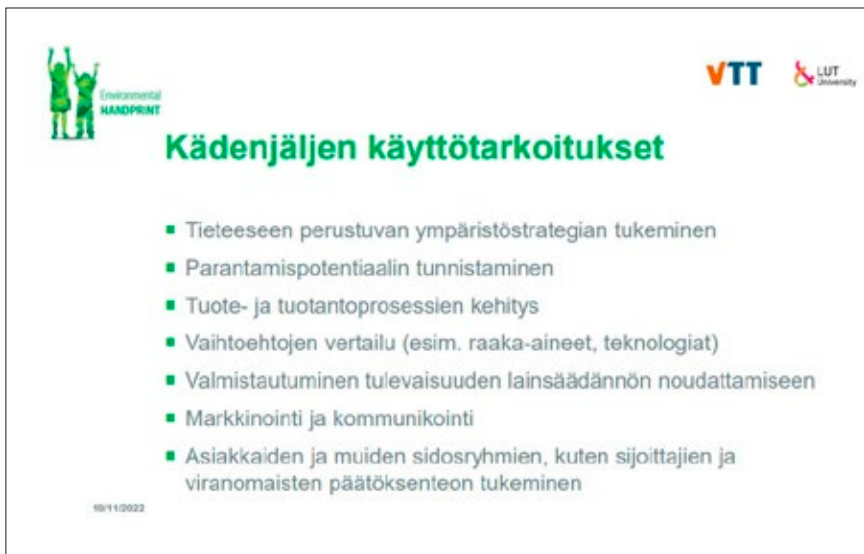 Environmental
HANDPRINT
VTT
LUT
University
Kädenjäljen käyttötarkoitukset
Tieteeseen perustuvan ympäristöstrategian tukeminen
Parantamispotentiaalin tunnistaminen
Tuote- ja tuotantoprosessien kehitys
Vaihtoehtojen vertailu (esim. raaka-aineet, teknologiat)
Valmistautuminen tulevaisuuden lainsäädännön noudattamiseen
Markkinointi ja kommunikointi
Asiakkaiden ja muiden sidosryhmien, kuten sijoittajien ja
viranomaisten päätöksenteon tukeminen
10/11/2022